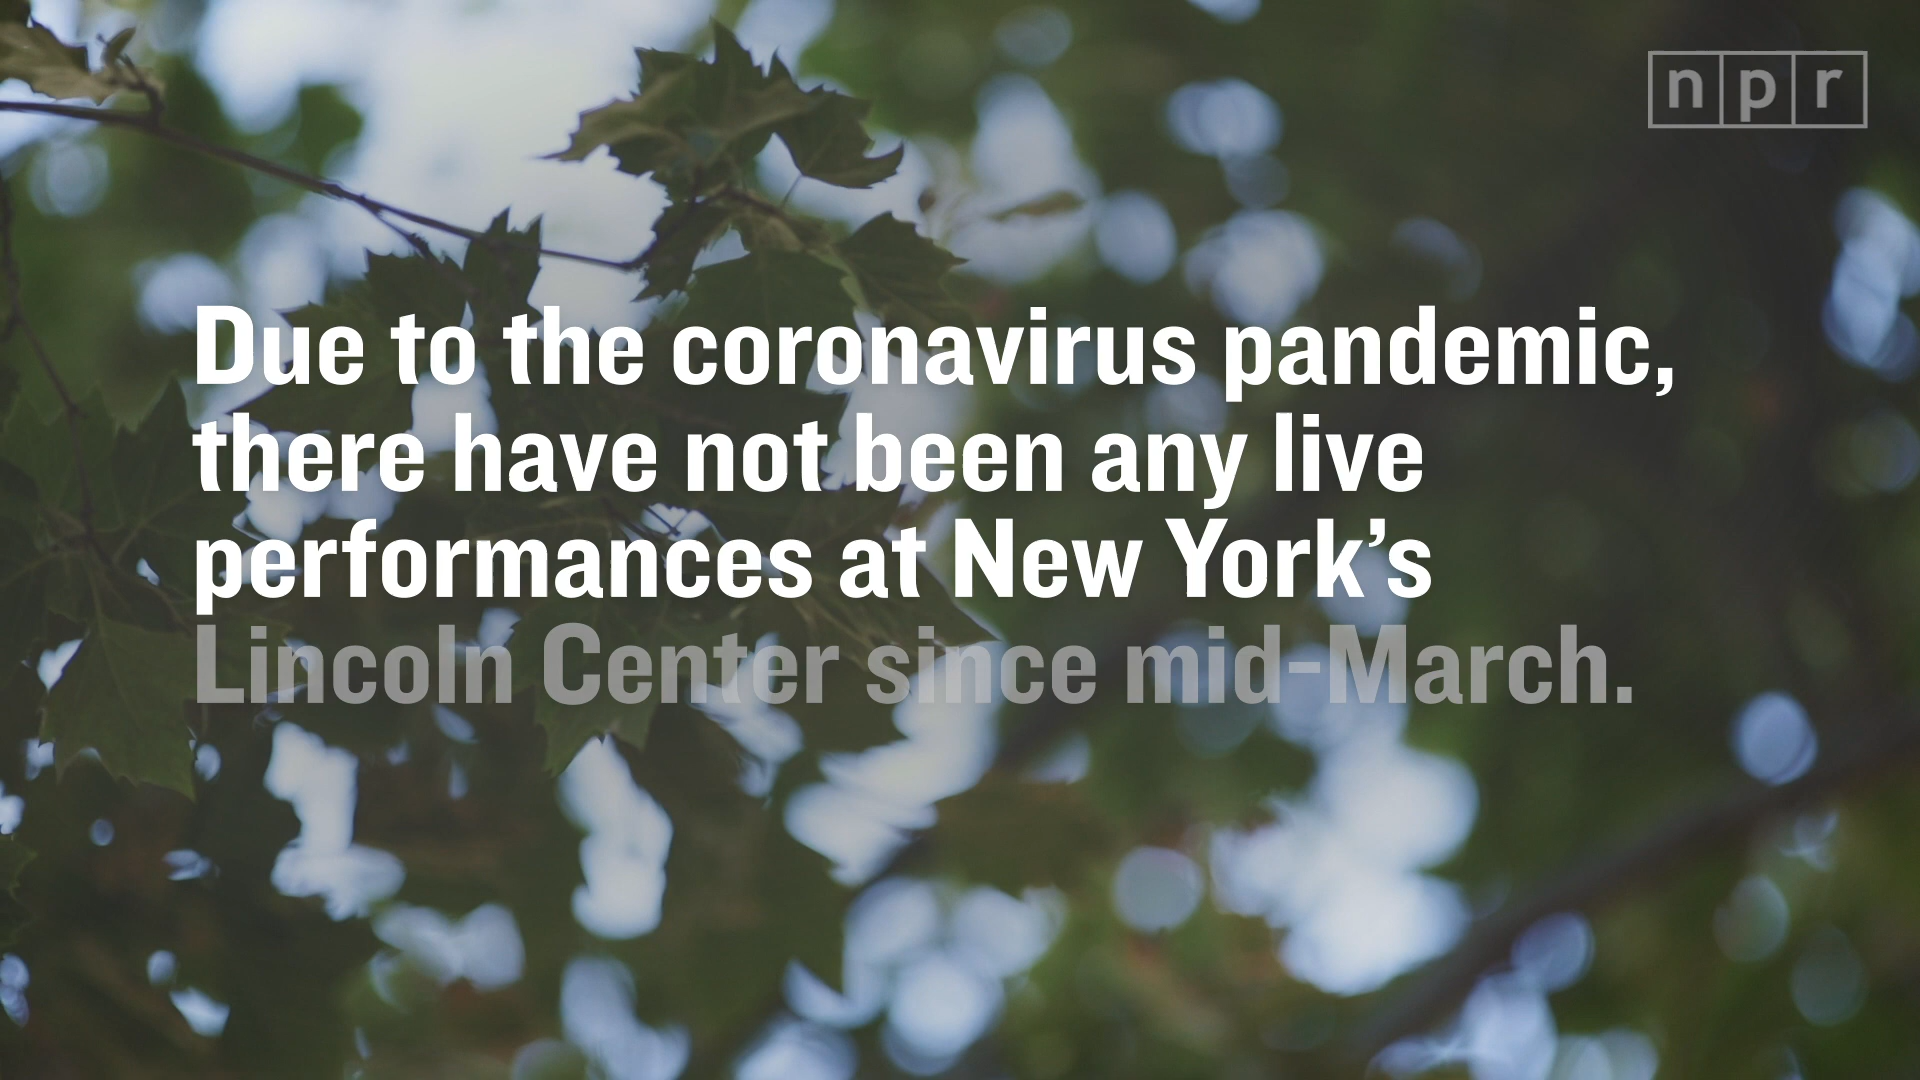 npr
Due to the coronavirus pandemic,
there have not been any live
performances at New York’s
Lincoln Center since mid-March.